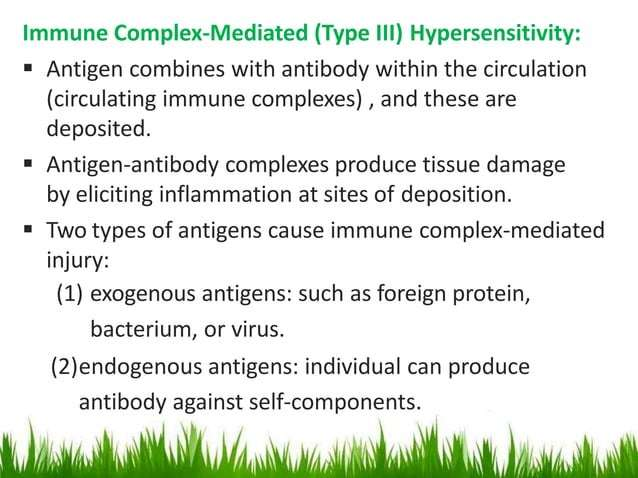 Immune Complex-Mediated (Type III) Hypersensitivity:
▪ Antigen combines with antibody within the circulation
(circulating immune complexes) , and these are
deposited.
▪ Antigen-antibody complexes produce tissue damage
by eliciting inflammation at sites of deposition.
▪ Two types of antigens cause immune complex-mediated
injury:
(1) exogenous antigens: such as foreign protein,
bacterium, or virus.
(2)endogenous antigens: individual can produce
antibody against self-components.